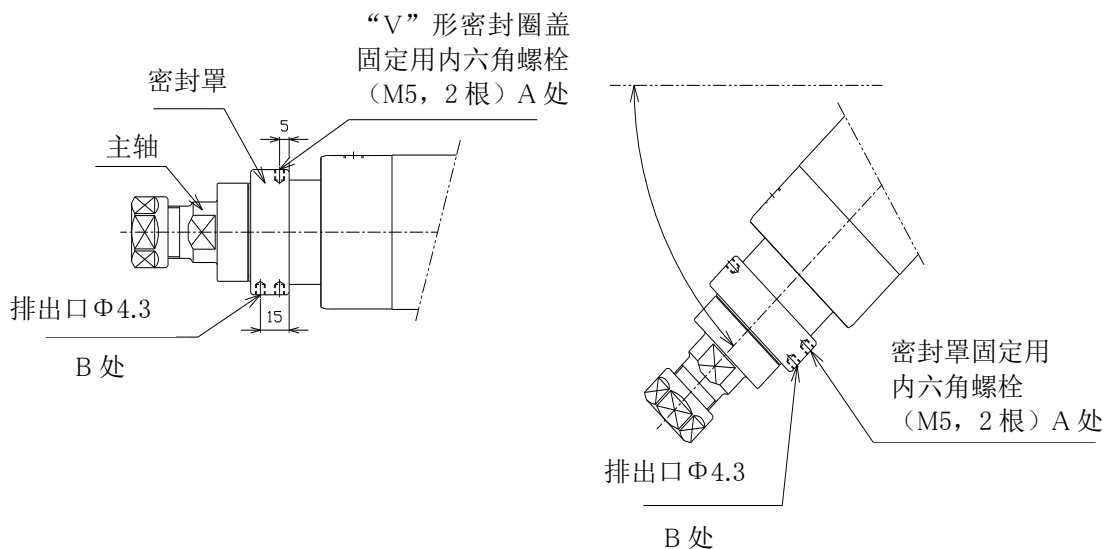 “V”形密封圈盖
固定用内六角螺栓
（M5，2根）A处
密封罩
5
主轴
排出口Φ4.3
15
B处
密封罩固定用
内六角螺栓
（M5，2根）A处
排出口Φ4.3
B处